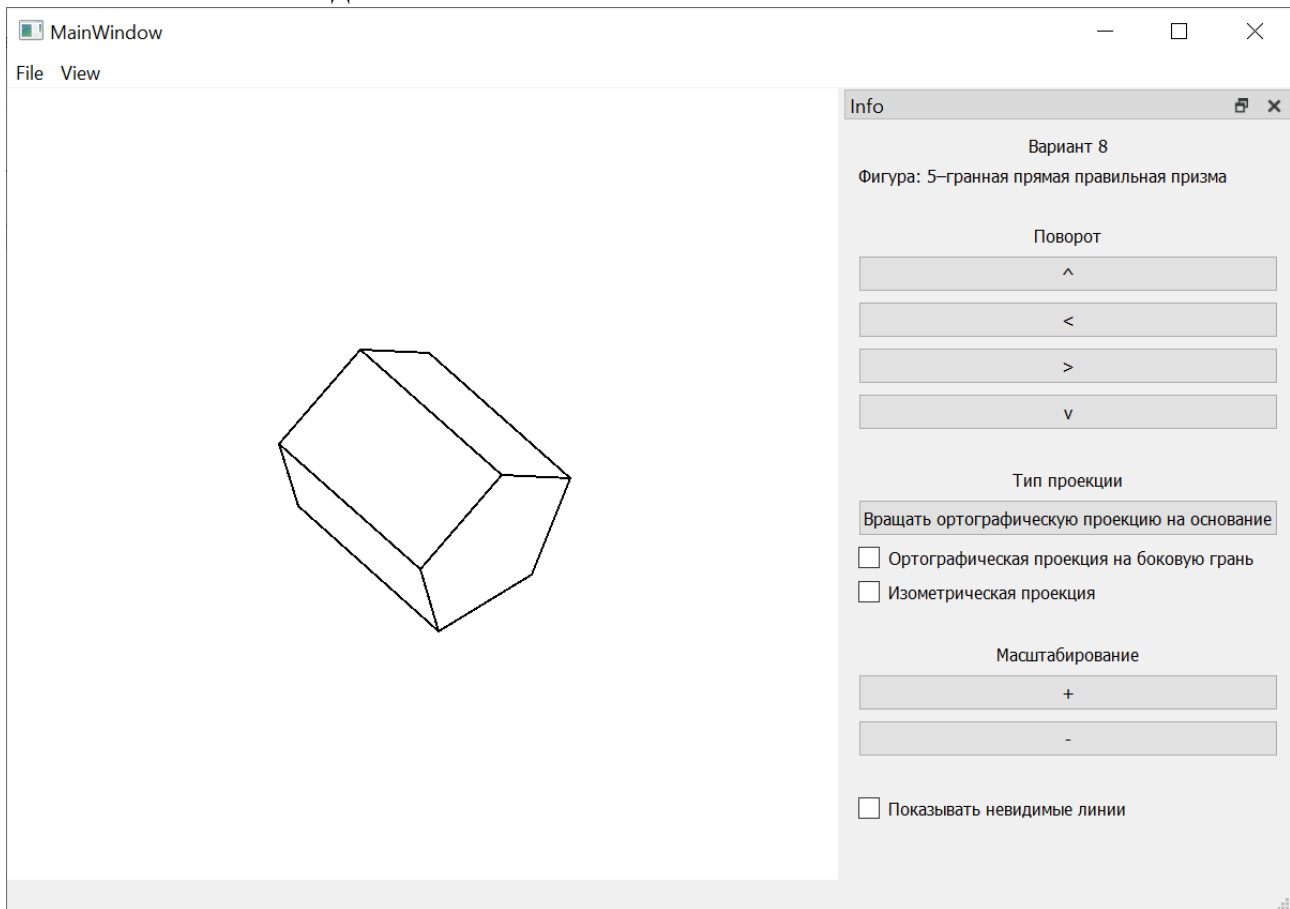 MainWindow
File View
Info
Вариант 8
Фигура: 5–гранная прямая правильная призма
Поворот
^
<
>
v
Тип проекции
Вращать ортографическую проекцию на основание
Ортографическая проекция на боковую грань
Изометрическая проекция
Масштабирование
+
-
Показывать невидимые линии